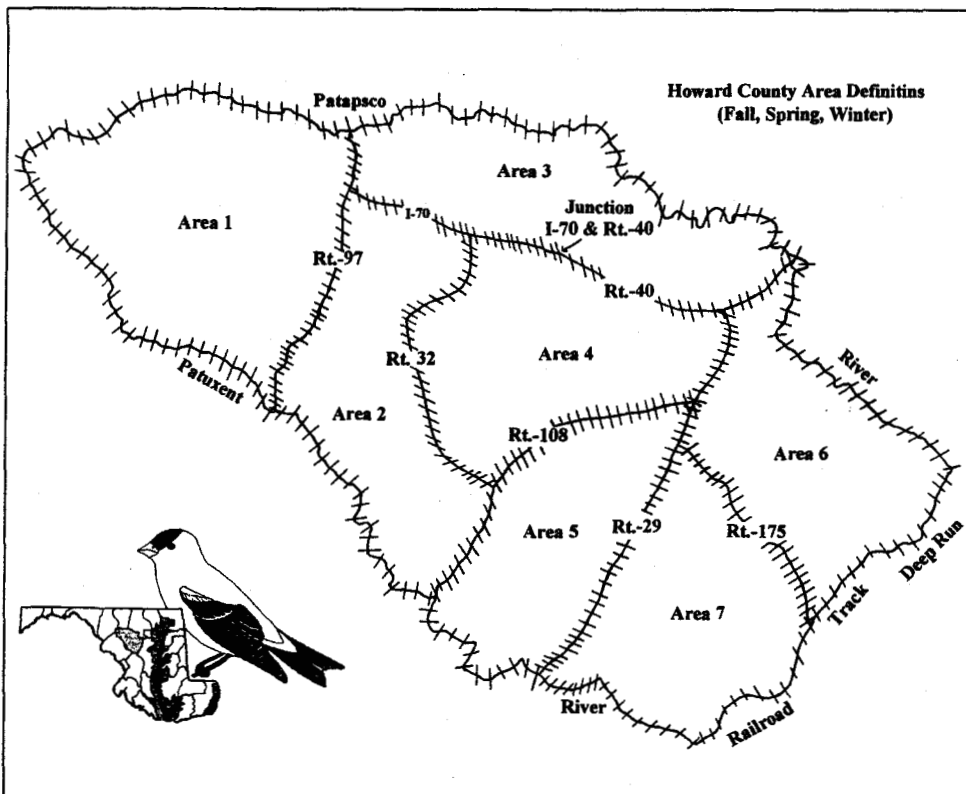 Howard County Area Definitins
(Fall, Spring, Winter)
Patapsco
Area 3
Junction
I-70 & Rt.-40
I-70
Area 1
Rt.-97
Rt.-40
Rt. 32
Area 4
River
Patuxent
Area 2
Rt.-108
Area 6
Area 5
Rt.-29
Rt.-175
Deep Run
Track
Area 7
River
Railroad